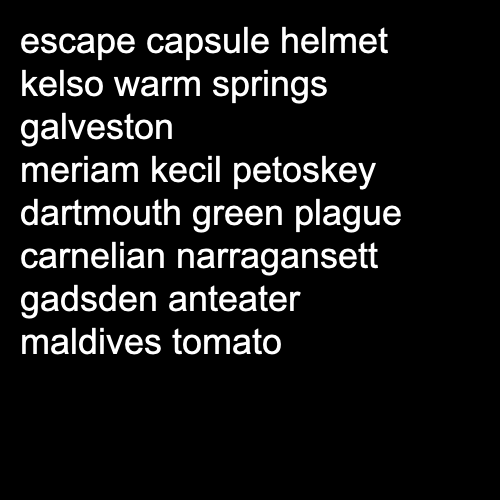 escape capsule helmet
kelso warm springs
galveston
meriam kecil petoskey
dartmouth green plague
carnelian narragansett
gadsden anteater
maldives tomato